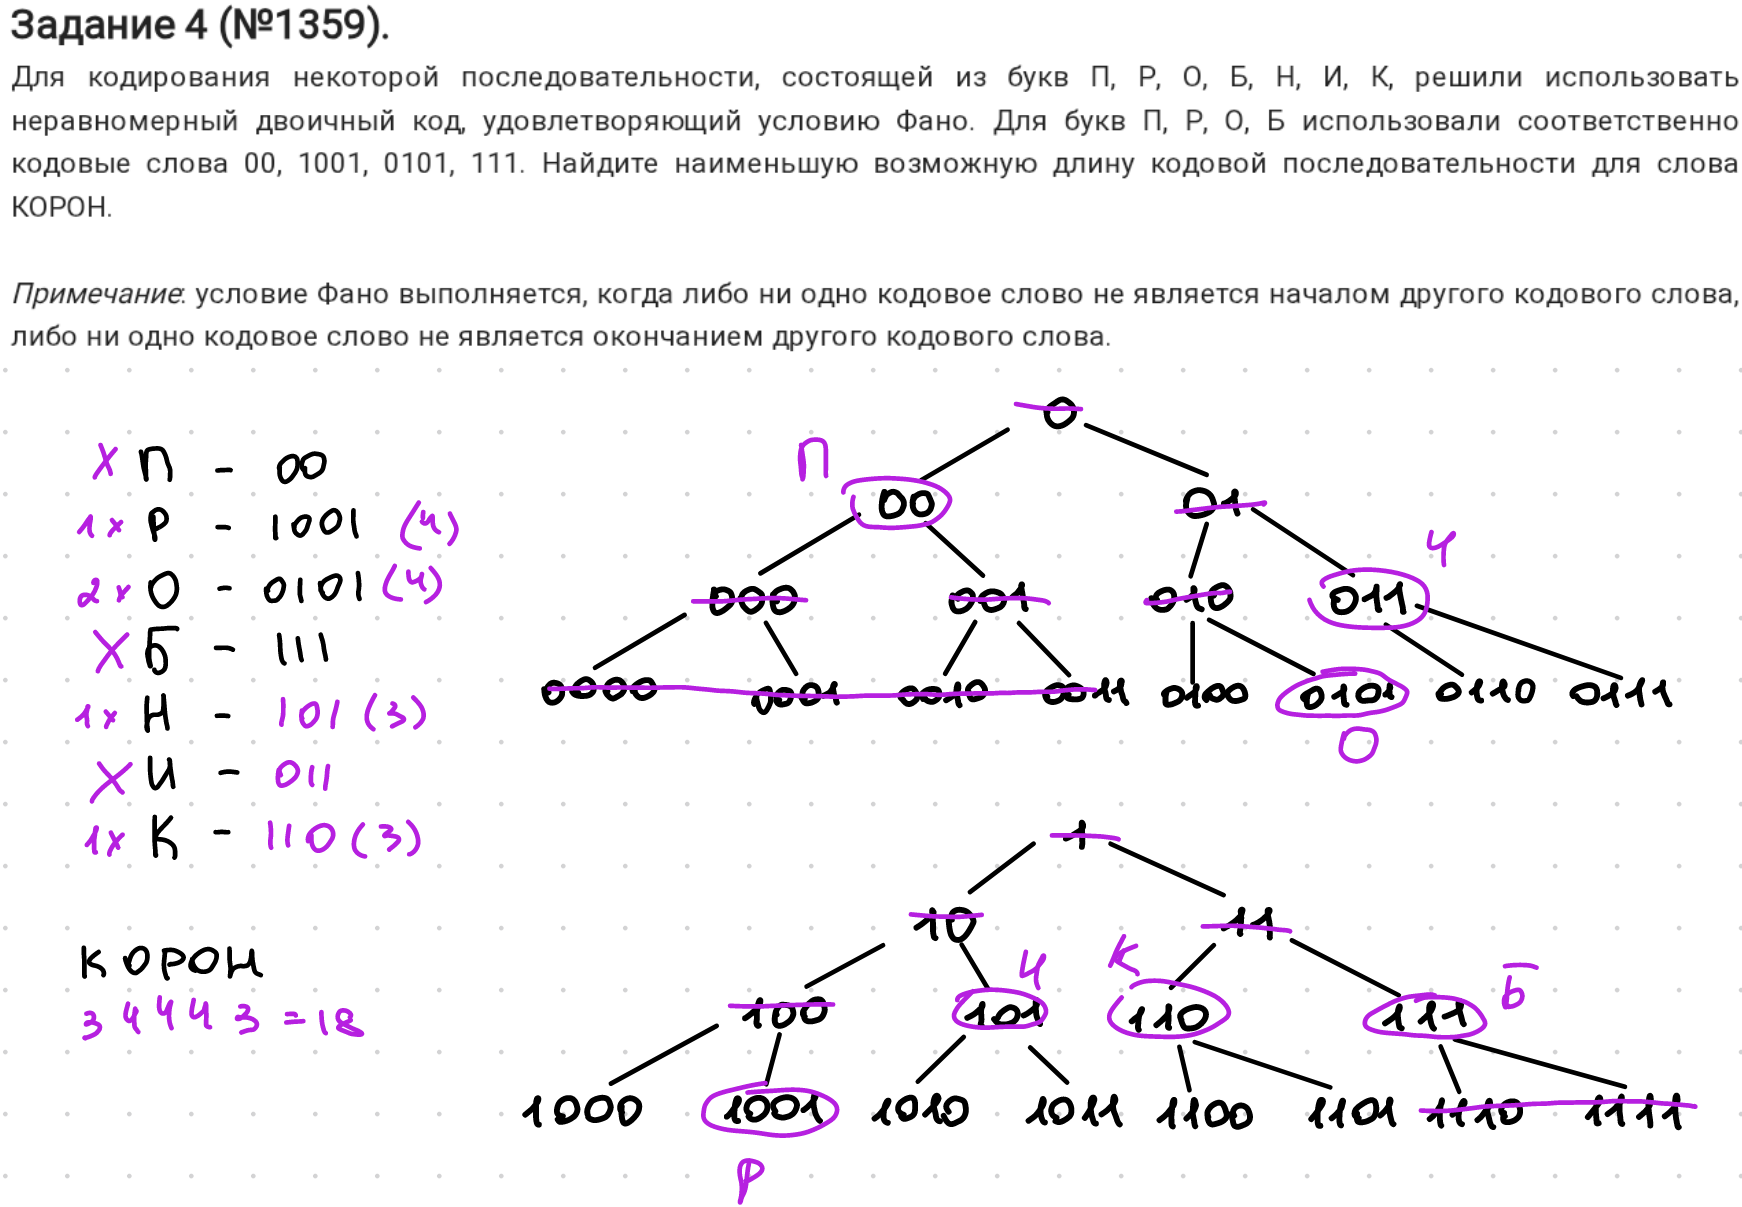 Задание 4 (№1359).
Для кодирования некоторой последовательности, состоящей из букв П, Р, О, Б, Н, И, К, решили использовать
неравномерный двоичный код, удовлетворяющий условию Фано. Для букв П, Р, О, Б использовали соответственно
кодовые слова 00, 1001, 0101, 111. Найдите наименьшую возможную длину кодовой последовательности для слова
КОРОН.
Примечание: условие Фано выполняется, когда либо ни одно кодовое слово не является началом другого кодового слова,
либо ни одно кодовое слово не является окончанием другого кодового слова.
0
П
00 01
Ч
000 001 010 011
0000 0001 0010 0011 0100 0101 0110 0111
О
х П - 00
1х Р - 1001 (4)
2х О - 0101 (4)
Х Б - 111
1х Н - 101 (3)
Х И - 011
1х К - 110 (3)
КОРОН
3 4 4 4 3 = 18
1
10 11
Ч К Б
100 101 110 111
1000 1001 1010 1011 1100 1101 1110 1111
Р